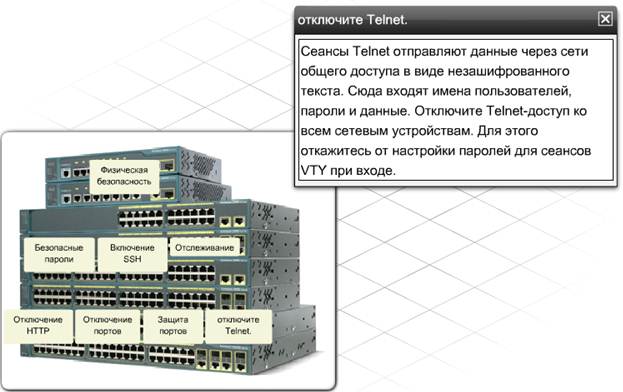 отключите Telnet.
Сеансы Telnet отправляют данные через сети
общего доступа в виде незашифрованного
текста. Сюда входят имена пользователей,
пароли и данные. Отключите Telnet-доступ ко
всем сетевым устройствам. Для этого
откажитесь от настройки паролей для сеансов
VTY при входе.
Физическая
безопасность
Безопасные
пароли
Включение
SSH
Отслеживание
Отключение
HTTP
Отключение
портов
Защита
портов
отключите
Telnet.